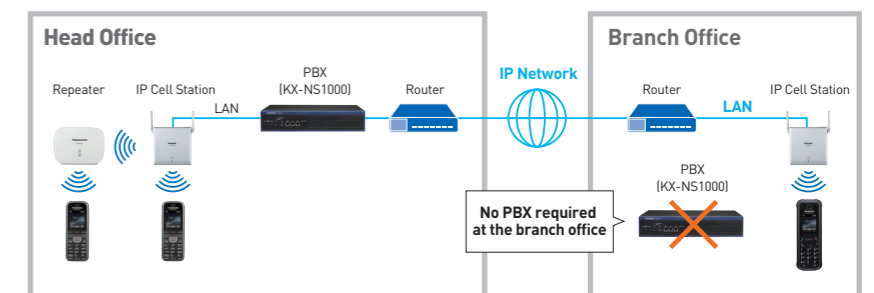 Head Office
Branch Office
PBX
(KX-NS1000)
Repeater
IP Cell Station
Router
LAN
IP Network
Router
LAN
IP Cell Station
PBX
(KX-NS1000)
No PBX required
at the branch office